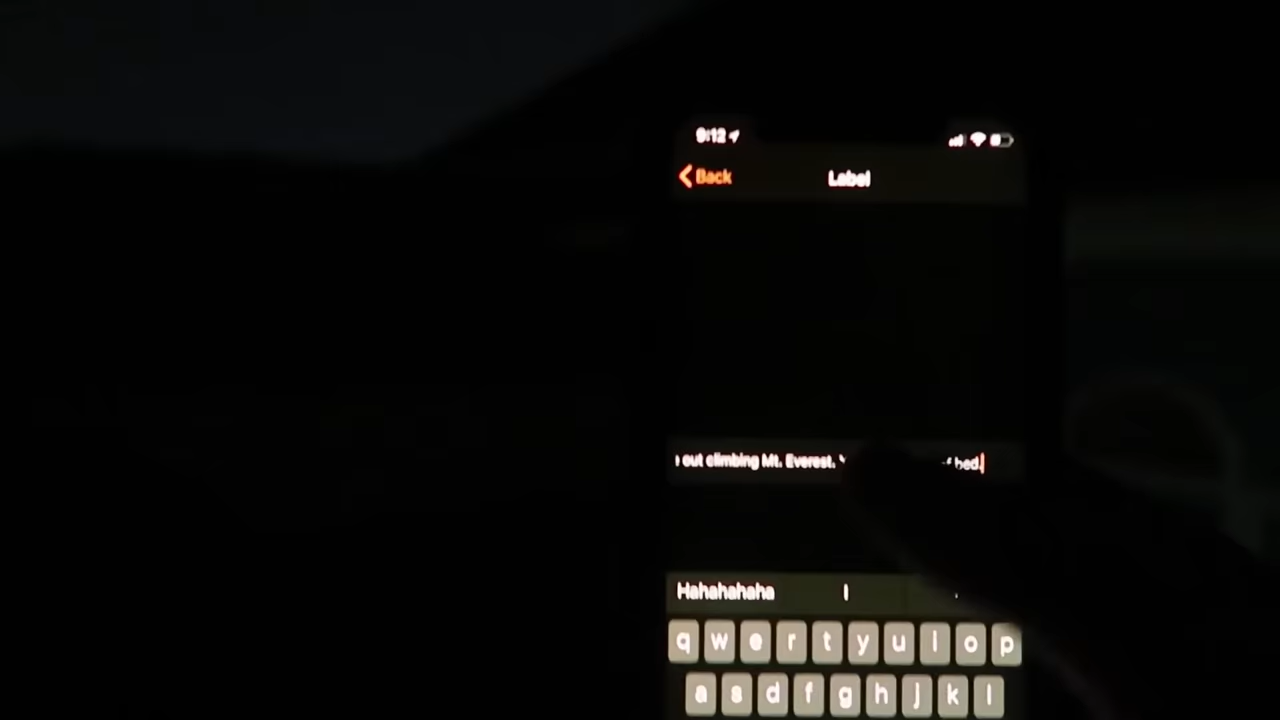 9:12
Back
Label
out climbing Mt. Everest. bed.
Hahahahaha I .
q w e r t y u i o p
a s d f g h j k l